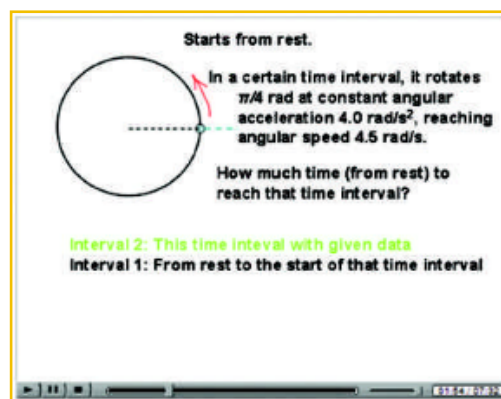 Starts from rest.
In a certain time interval, it rotates
π/4 rad at constant angular
acceleration 4.0 rad/s², reaching
angular speed 4.5 rad/s.
How much time (from rest) to
reach that time interval?
Interval 2: This time inteval with given data
Interval 1: From rest to the start of that time interval